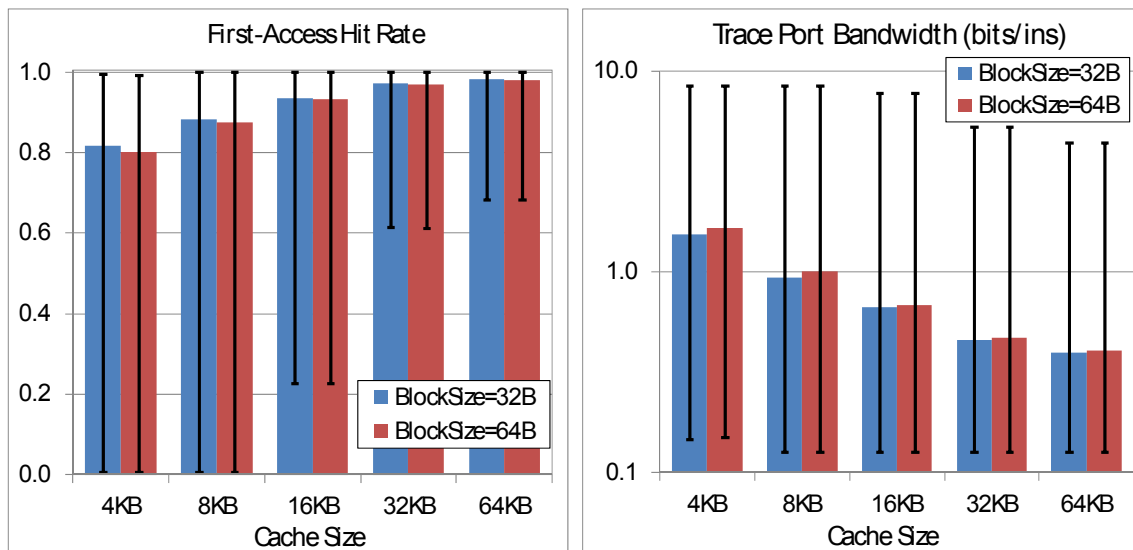 First-Access Hit Rate
1.0
0.8
0.6
0.4
0.2
0.0
BlockSize=32B
BlockSize=64B
4KB 8KB 16KB 32KB 64KB
Cache Size
Trace Port Bandwidth (bits/ins)
10.0
1.0
0.1
BlockSize=32B
BlockSize=64B
4KB 8KB 16KB 32KB 64KB
Cache Size